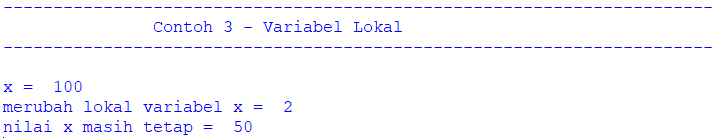 -----------------------------------------------------------------------
Contoh 3 - Variabel Lokal
-----------------------------------------------------------------------
x =  100
merubah lokal variabel x =  2
nilai x masih tetap =  50